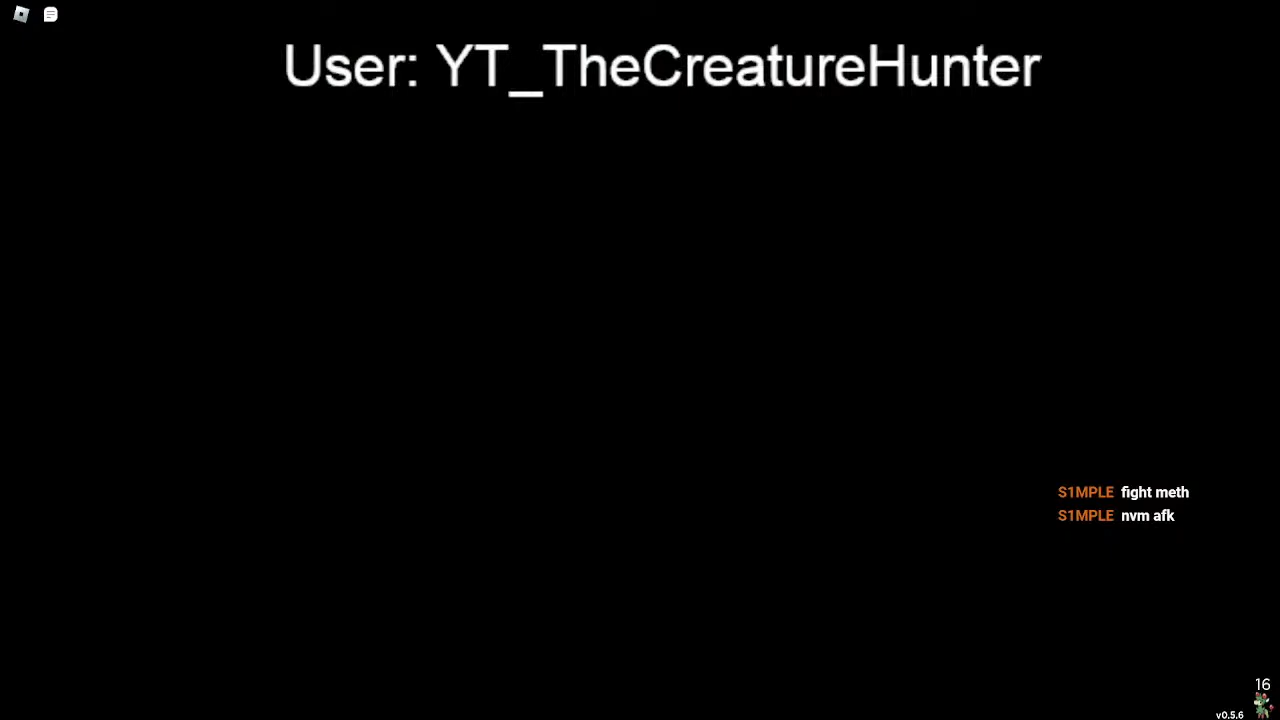 User: YT_TheCreatureHunter
S1MPLE fight meth
S1MPLE nvm afk
16
v0.5.6